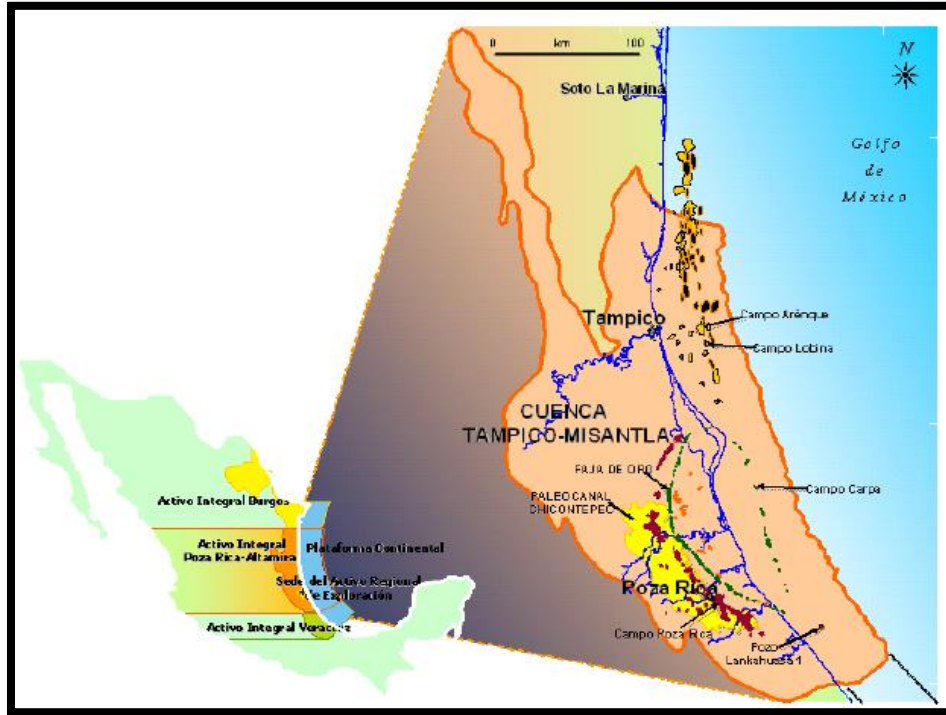 0 km 100
N
Soto La Marina
Golfo
de
México
Tampico
Campo Arenque
Campo Lobina
CUENCA
TAMPICO-MISANTLA
FAJA DE ORO
PALEOCANAL
CHICONTEPEC
Campo Carpa
Poza Rica
Campo Poza Rica
Pozo
Lankahuasa 1
Activo Integral Burgos
Activo Integral
Poza Rica-Altamira
Plataforma Continental
Sede del Activo Regional
de Exploración
Activo Integral Veracruz